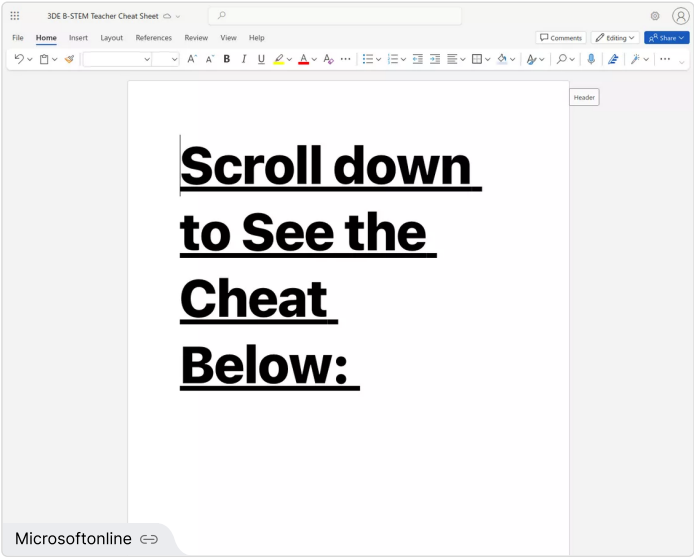 3DE B-STEM Teacher Cheat Sheet
File Home Insert Layout References Review View Help
Comments Editing Share
Header
Scroll down
to See the
Cheat
Below:
Microsoftonline